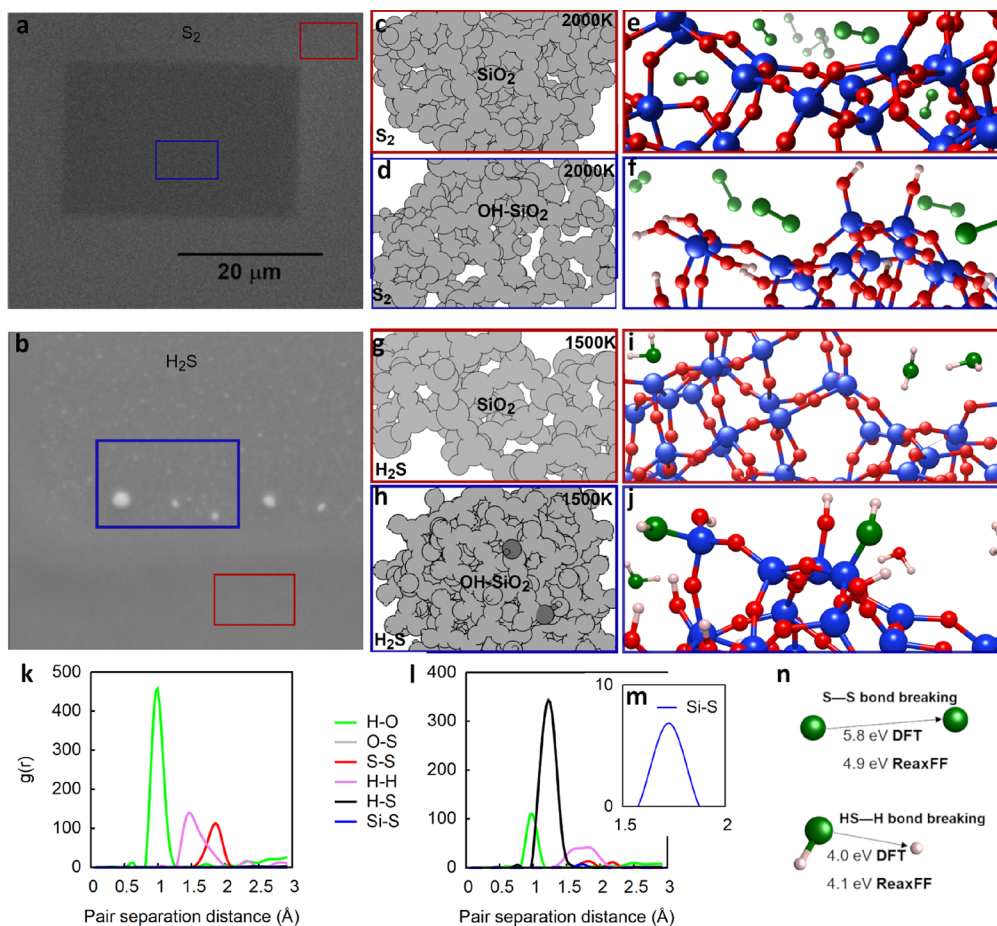 a
S2
20 µm
b
H2S
c
2000K
SiO2
S2
d
2000K
OH-SiO2
S2
e
f
g
1500K
SiO2
H2S
h
1500K
OH-SiO2
H2S
i
j
k
500
400
300
200
100
0
g(r)
0 0.5 1 1.5 2 2.5 3
Pair separation distance (Å)
H-O
O-S
S-S
H-H
H-S
Si-S
l
400
300
200
100
0
0 0.5 1 1.5 2 2.5 3
Pair separation distance (Å)
m
10
0
Si-S
1.5 2
n
S—S bond breaking
5.8 eV DFT
4.9 eV ReaxFF
HS—H bond breaking
4.0 eV DFT
4.1 eV ReaxFF